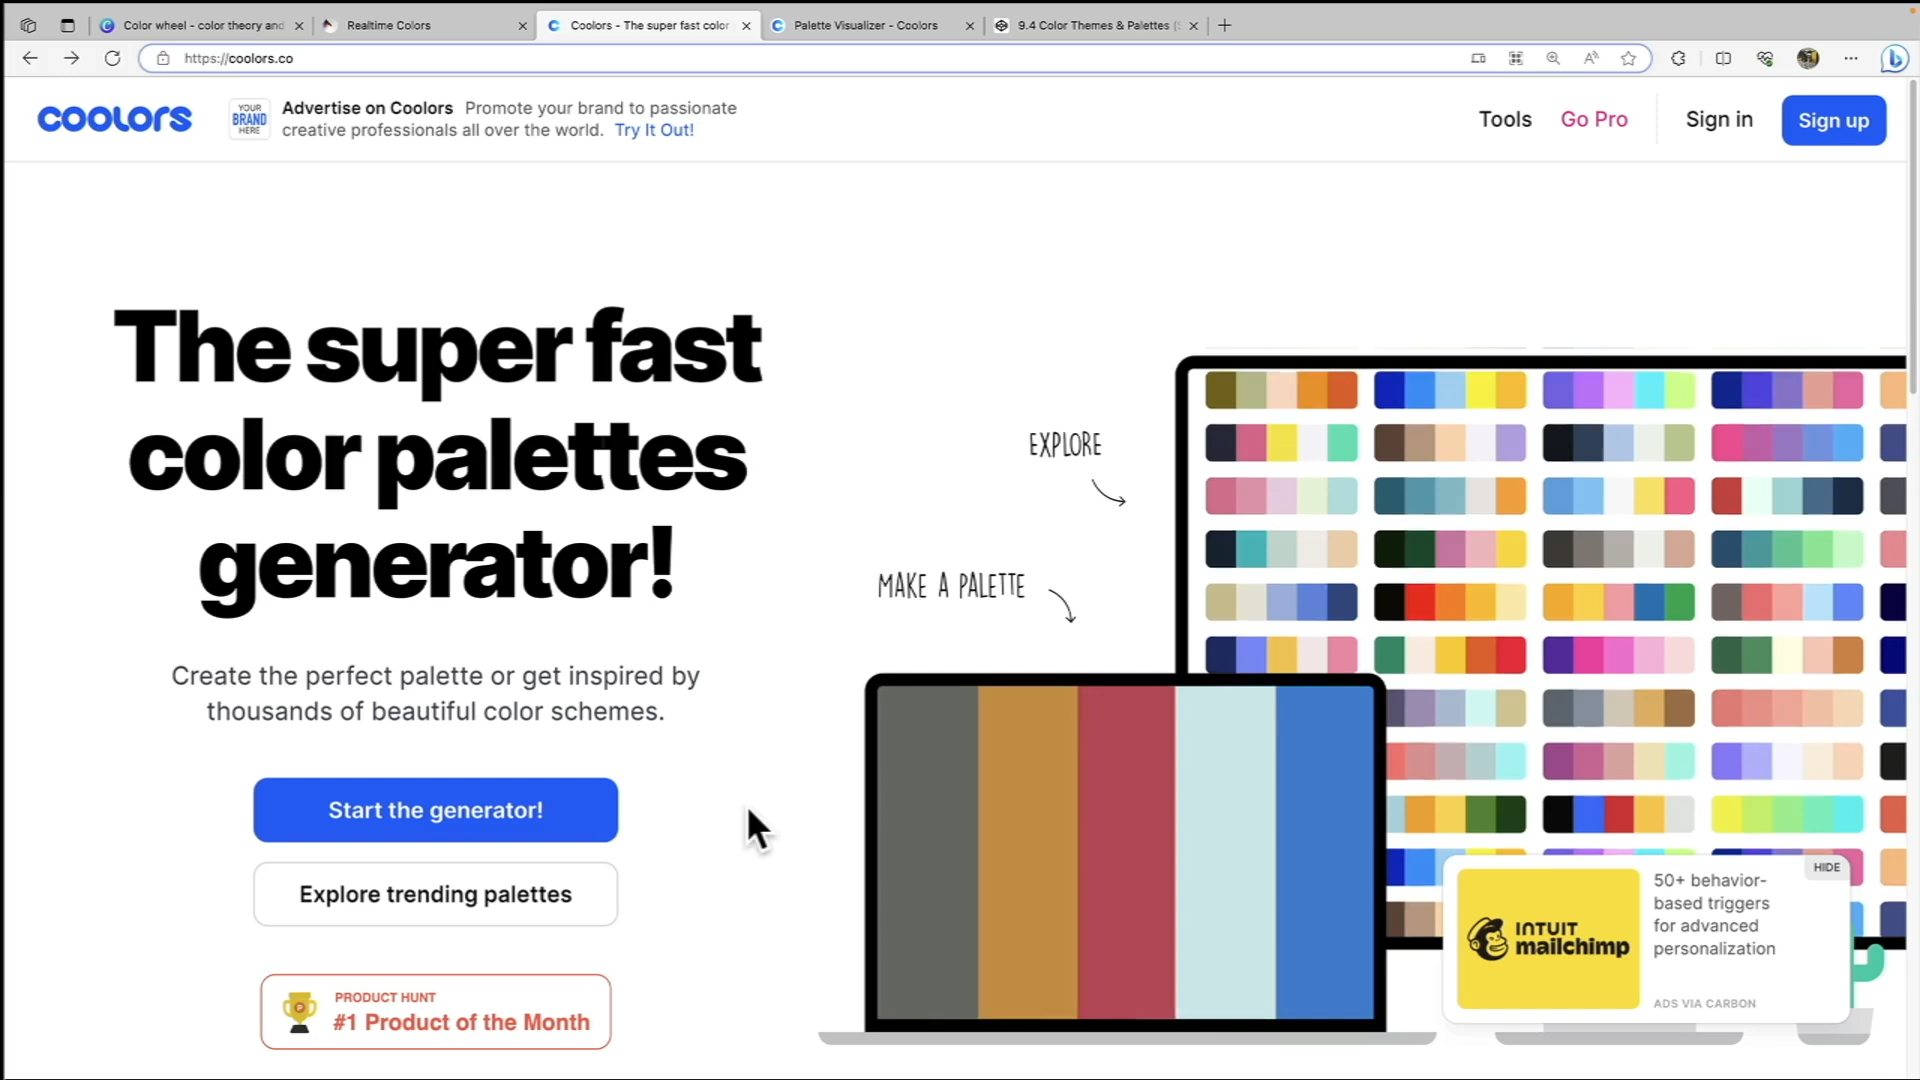 Color wheel - color theory and
Realtime Colors
Coolors - The super fast color
Palette Visualizer - Coolors
9.4 Color Themes & Palettes (
https://coolors.co
coolors
YOUR
BRAND
HERE
Advertise on Coolors Promote your brand to passionate
creative professionals all over the world. Try It Out!
Tools
Go Pro
Sign in
Sign up
The super fast
color palettes
generator!
Create the perfect palette or get inspired by
thousands of beautiful color schemes.
Start the generator!
Explore trending palettes
PRODUCT HUNT
#1 Product of the Month
EXPLORE
MAKE A PALETTE
HIDE
INTUIT
mailchimp
50+ behavior-
based triggers
for advanced
personalization
ADS VIA CARBON